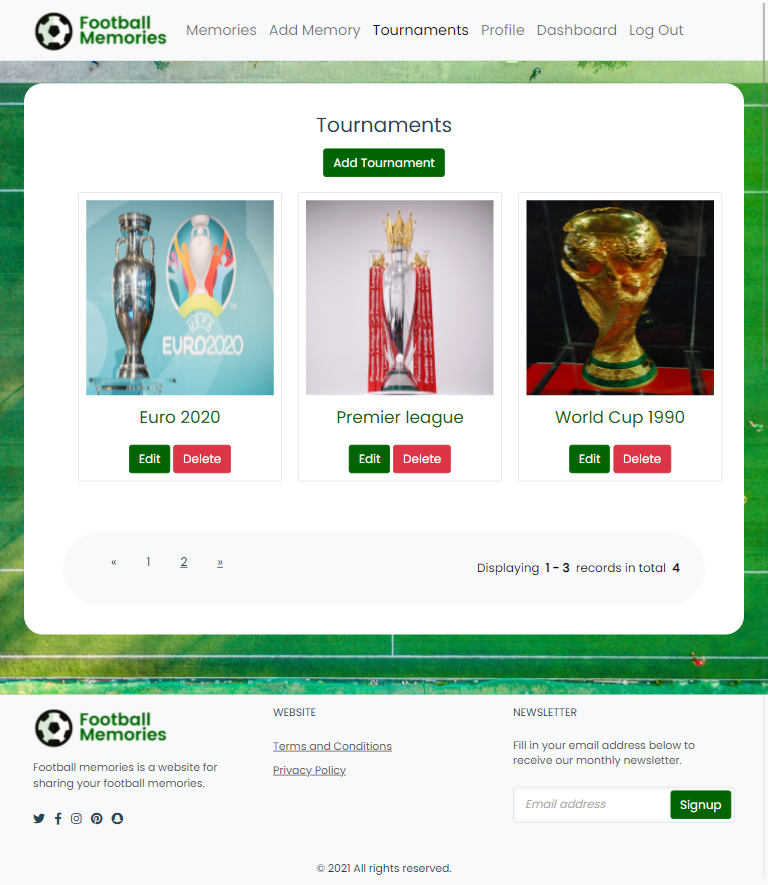 Football
Memories
Memories Add Memory Tournaments Profile Dashboard Log Out
Tournaments
Add Tournament
UEFA
EURO2020
Euro 2020
Edit Delete
Premier league
Edit Delete
World Cup 1990
Edit Delete
« 1 2 »
Displaying 1 - 3 records in total 4
Football
Memories
Football memories is a website for
sharing your football memories.
WEBSITE
Terms and Conditions
Privacy Policy
NEWSLETTER
Fill in your email address below to
receive our monthly newsletter.
Email address Signup
© 2021 All rights reserved.